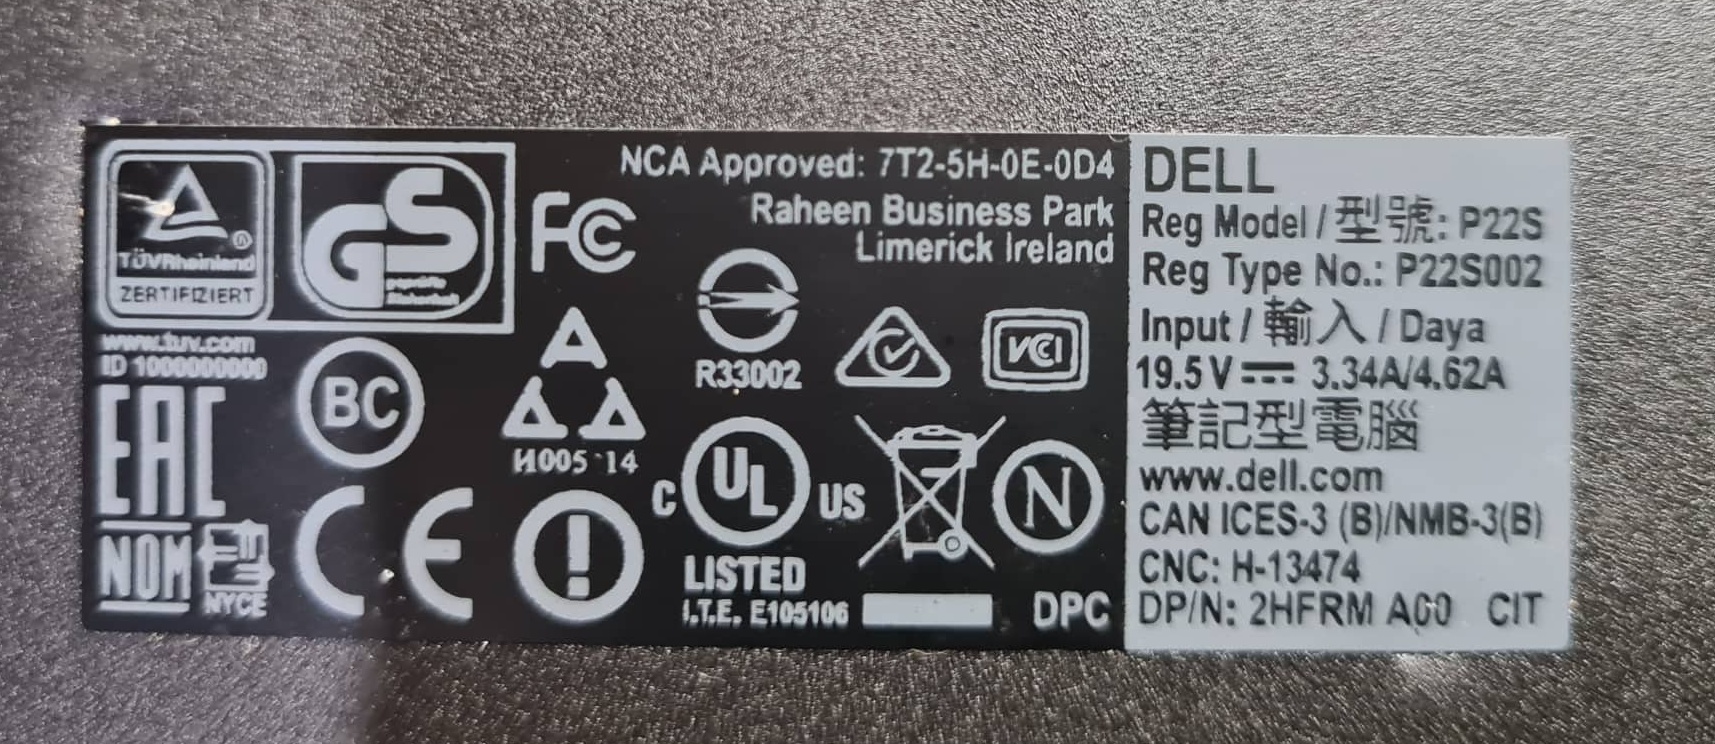 TÜVRheinland
ZERTIFIZIERT
GS
geprüfte
Sicherheit
www.tuv.com
ID 1000000000
FC
NCA Approved: 7T2-5H-0E-0D4
Raheen Business Park
Limerick Ireland
R33002
VCI
EAC
BC
И005 14
NOM
NYCE
CE
!
C UL US
LISTED
I.T.E. E105106
N
DPC
DELL
Reg Model / 型號: P22S
Reg Type No.: P22S002
Input / 輸入 / Daya
19.5V ⎓ 3.34A/4.62A
筆記型電腦
www.dell.com
CAN ICES-3 (B)/NMB-3(B)
CNC: H-13474
DP/N: 2HFRM A00 CIT